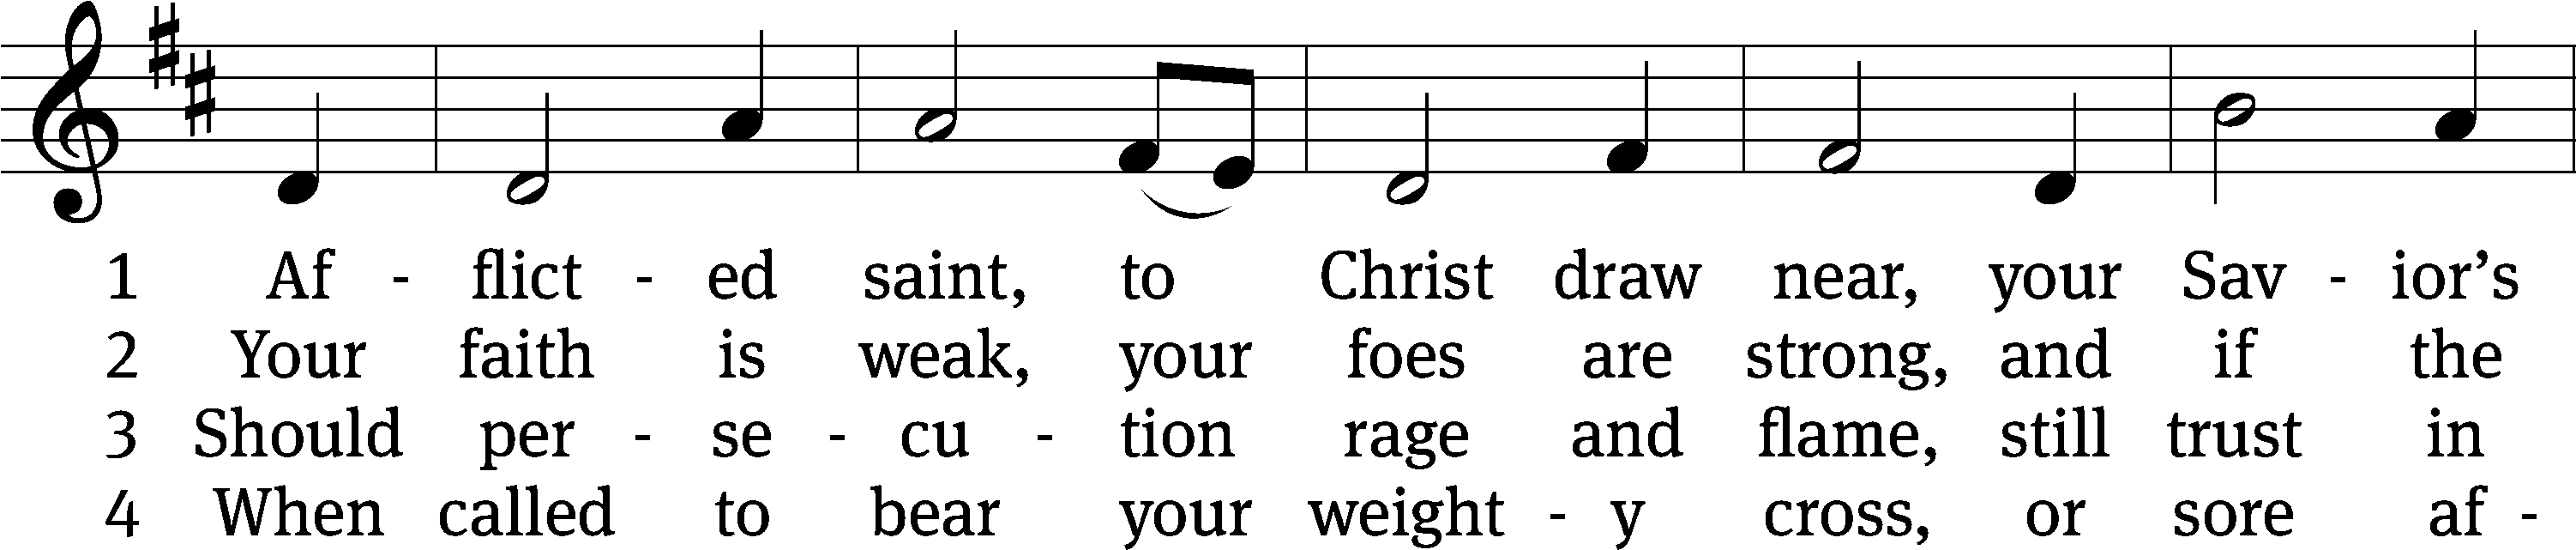 1 Af - flict - ed saint, to Christ draw near, your Sav - ior’s
2 Your faith is weak, your foes are strong, and if the
3 Should per - se - cu - tion rage and flame, still trust in
4 When called to bear your weight - y cross, or sore af -